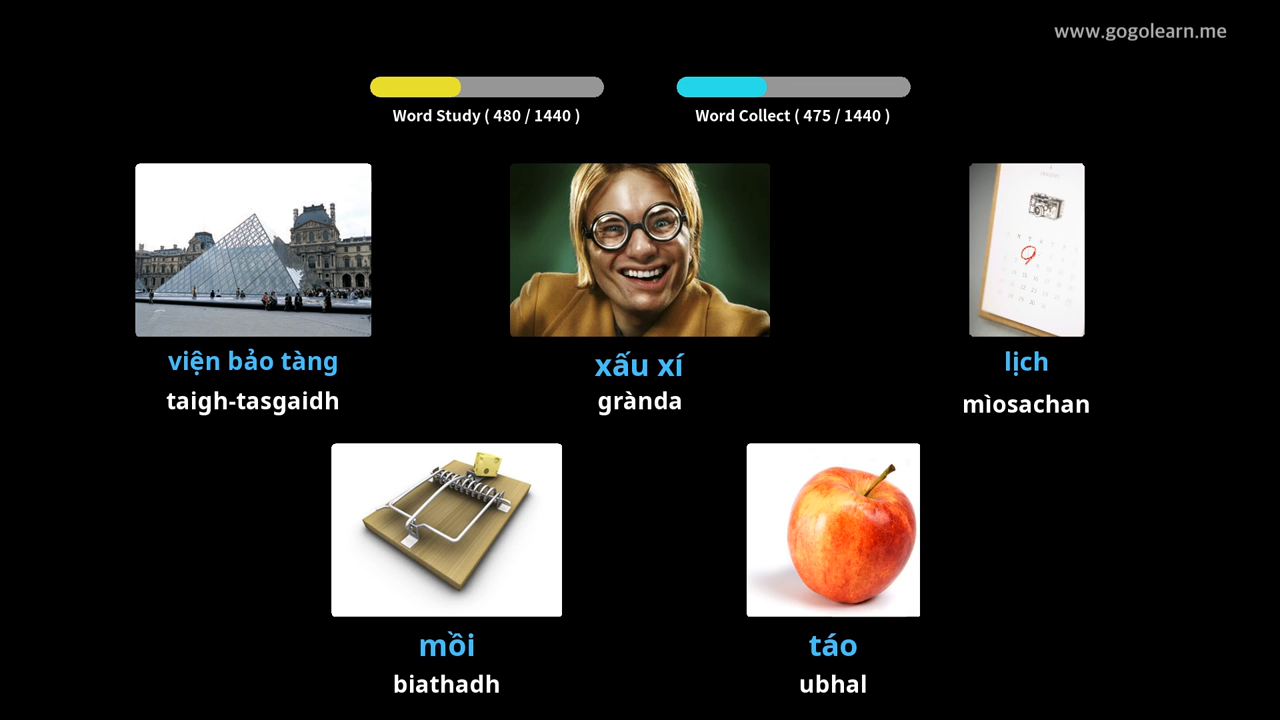 www.gogolearn.me
Word Study ( 480 / 1440 )
Word Collect ( 475 / 1440 )
viện bảo tàng
taigh-tasgaidh
xấu xí
grànda
lịch
mìosachan
mồi
biathadh
táo
ubhal